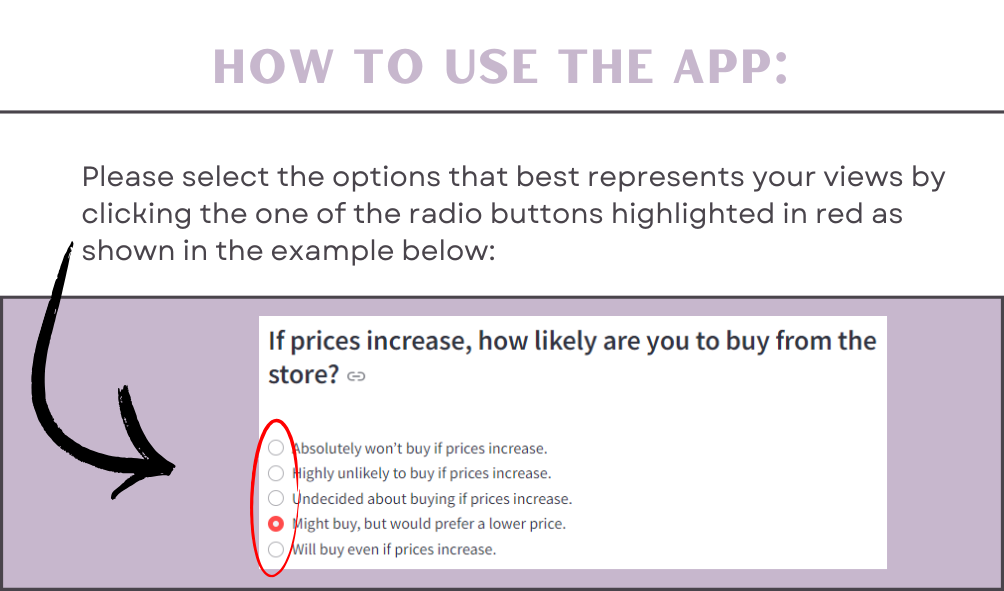 HOW TO USE THE APP:
Please select the options that best represents your views by
clicking the one of the radio buttons highlighted in red as
shown in the example below:
If prices increase, how likely are you to buy from the
store?
Absolutely won't buy if prices increase.
Highly unlikely to buy if prices increase.
Undecided about buying if prices increase.
Might buy, but would prefer a lower price.
Will buy even if prices increase.